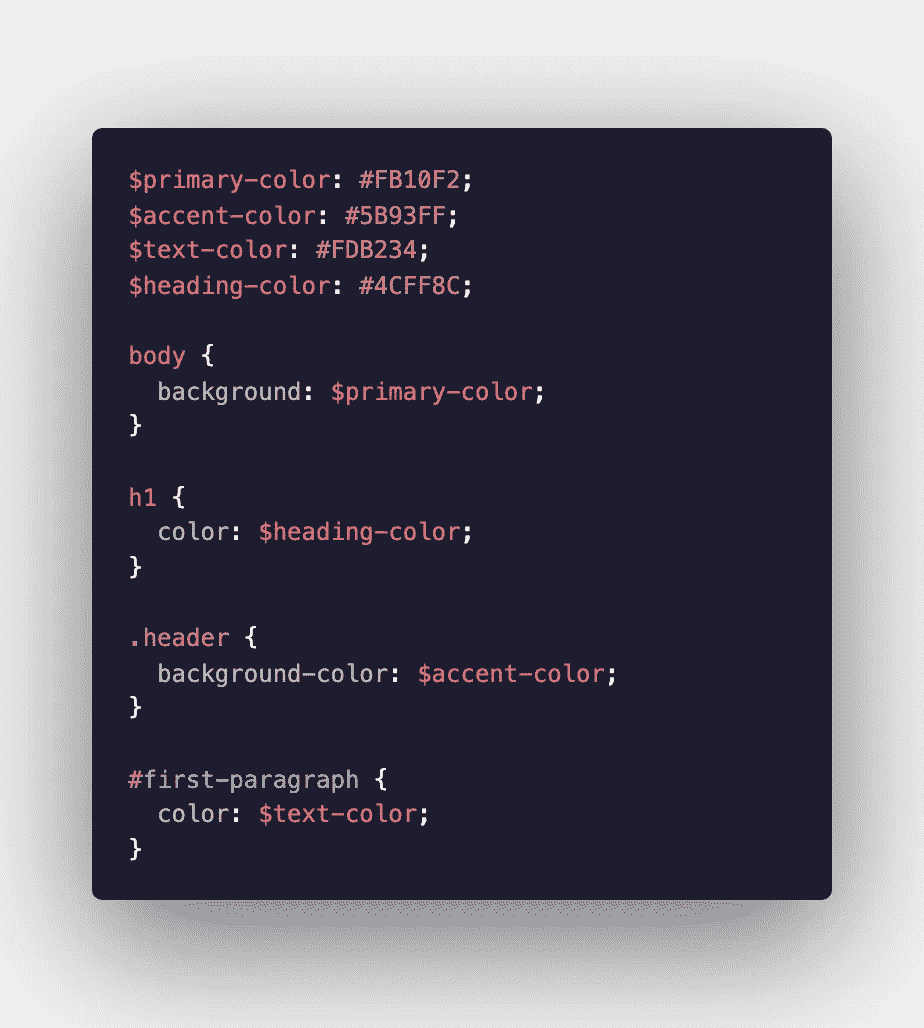 $primary-color: #FB10F2;
$accent-color: #5B93FF;
$text-color: #FDB234;
$heading-color: #4CFF8C;

body {
  background: $primary-color;
}

h1 {
  color: $heading-color;
}

.header {
  background-color: $accent-color;
}

#first-paragraph {
  color: $text-color;
}